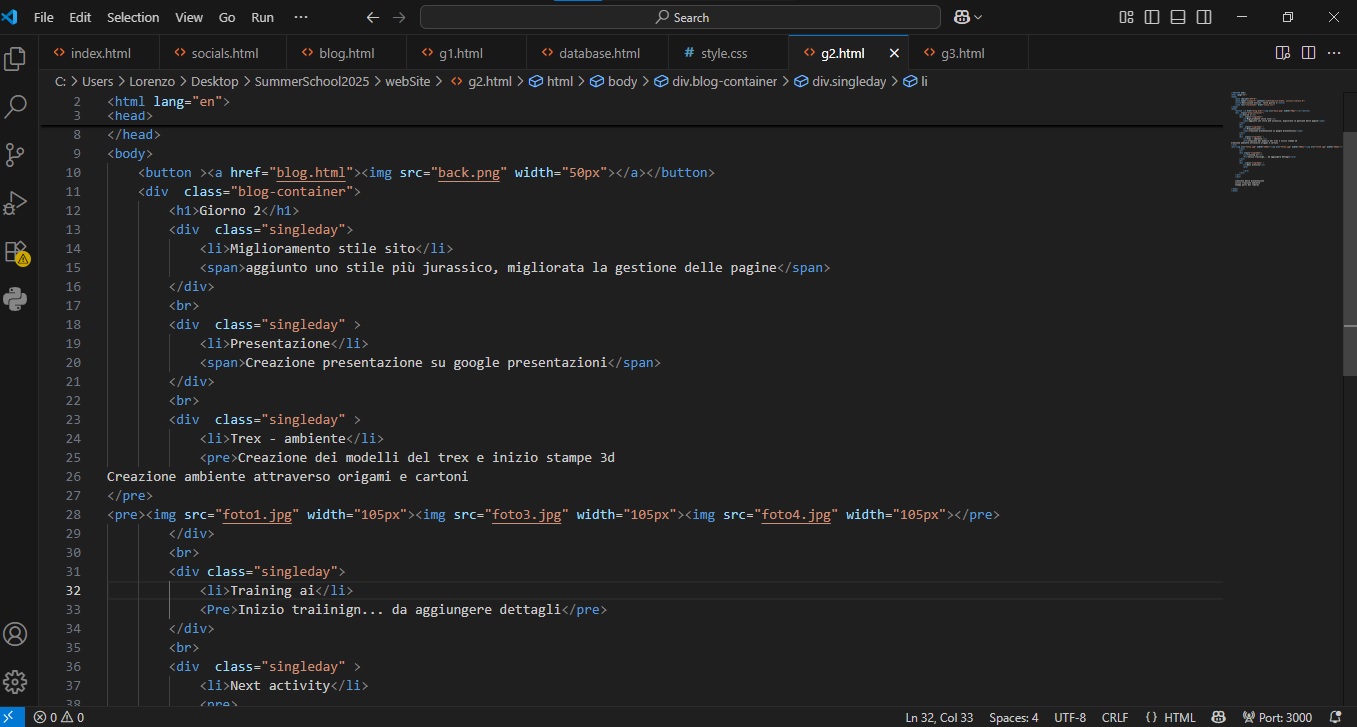 File Edit Selection View Go Run ··· Search
index.html socials.html blog.html g1.html database.html # style.css g2.html g3.html
C: > Users > Lorenzo > Desktop > SummerSchool2025 > webSite > g2.html > html > body > div.blog-container > div.singleday > li
2 <html lang="en">
3 <head>
8 </head>
9 <body>
10 <button ><a href="blog.html"><img src="back.png" width="50px"></a></button>
11 <div  class="blog-container">
12 <h1>Giorno 2</h1>
13 <div  class="singleday">
14 <li>Miglioramento stile sito</li>
15 <span>aggiunto uno stile più jurassico, migliorata la gestione delle pagine</span>
16 </div>
17 <br>
18 <div  class="singleday" >
19 <li>Presentazione</li>
20 <span>Creazione presentazione su google presentazioni</span>
21 </div>
22 <br>
23 <div  class="singleday" >
24 <li>Trex - ambiente</li>
25 <pre>Creazione dei modelli del trex e inizio stampe 3d
26 Creazione ambiente attraverso origami e cartoni
27 </pre>
28 <pre><img src="foto1.jpg" width="105px"><img src="foto3.jpg" width="105px"><img src="foto4.jpg" width="105px"></pre>
29 </div>
30 <br>
31 <div class="singleday">
32 <li>Training ai</li>
33 <Pre>Inizio traiinign... da aggiungere dettagli</pre>
34 </div>
35 <br>
36 <div  class="singleday" >
37 <li>Next activity</li>
38 <pre>
0 0 Ln 32, Col 33 Spaces: 4 UTF-8 CRLF {} HTML Port: 3000